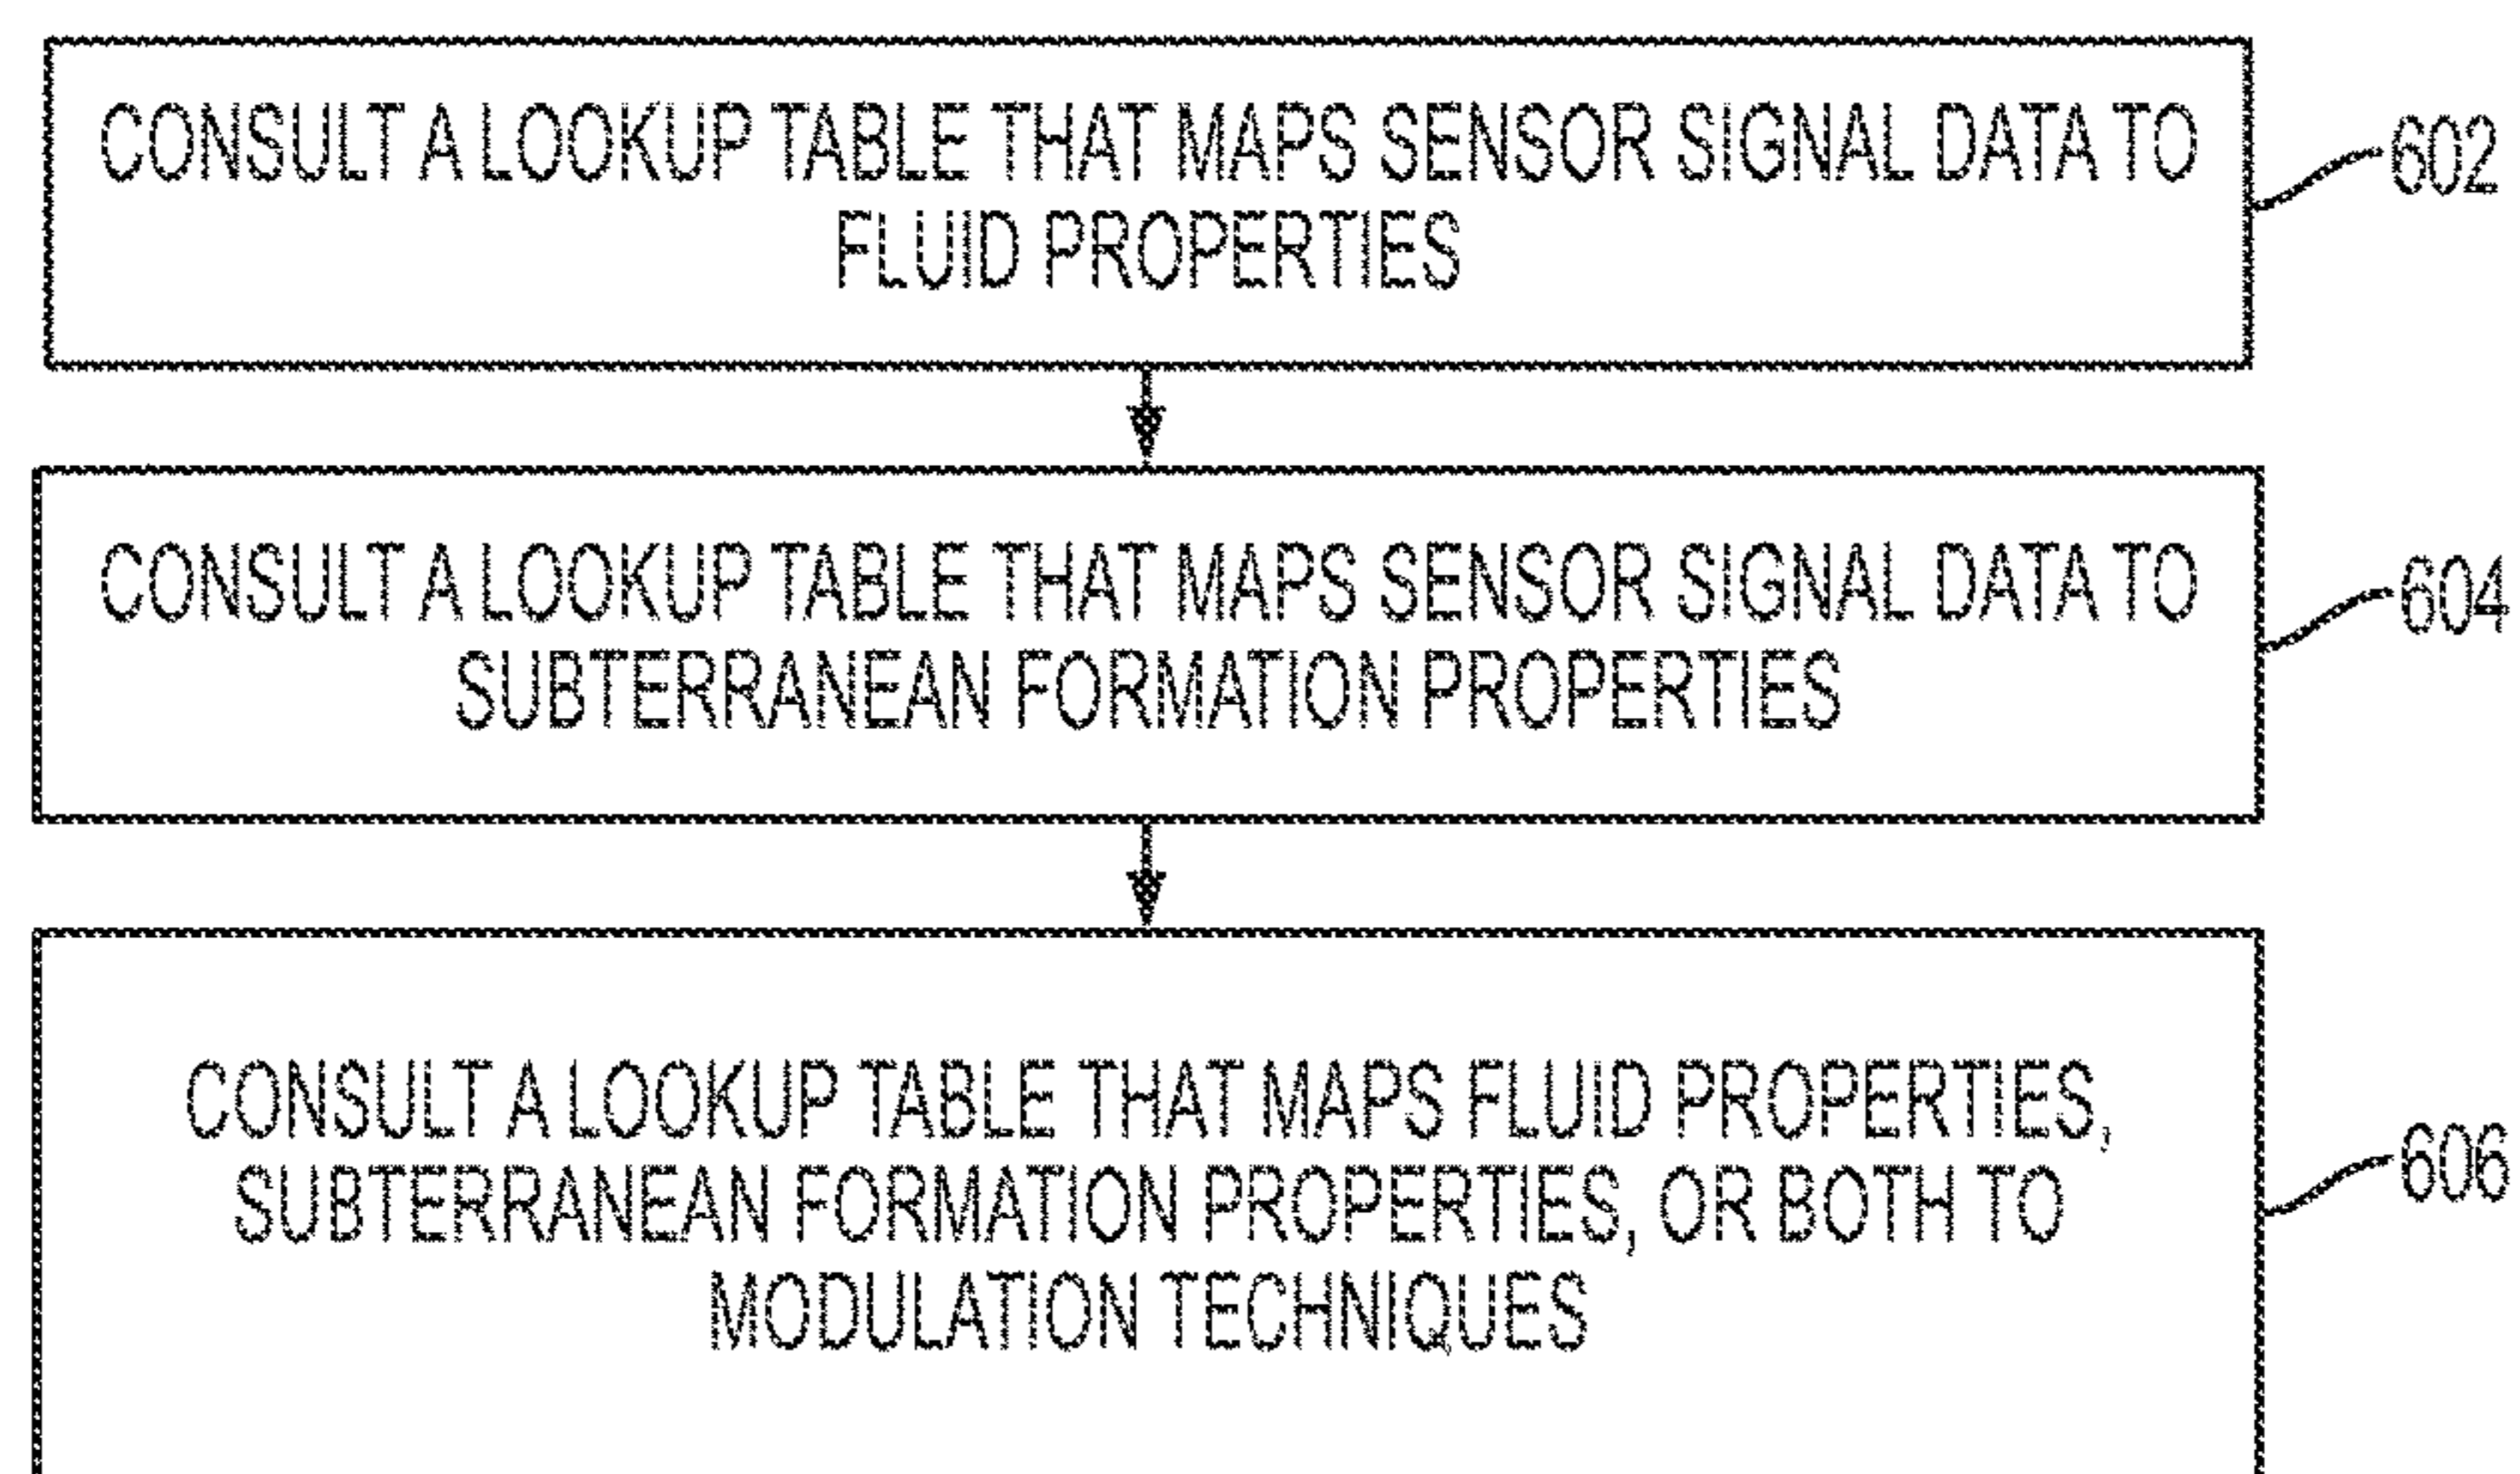 CONSULT A LOOKUP TABLE THAT MAPS SENSOR SIGNAL DATA TO
FLUID PROPERTIES
602
CONSULT A LOOKUP TABLE THAT MAPS SENSOR SIGNAL DATA TO
SUBTERRANEAN FORMATION PROPERTIES
604
CONSULT A LOOKUP TABLE THAT MAPS FLUID PROPERTIES,
SUBTERRANEAN FORMATION PROPERTIES, OR BOTH TO
MODULATION TECHNIQUES
606